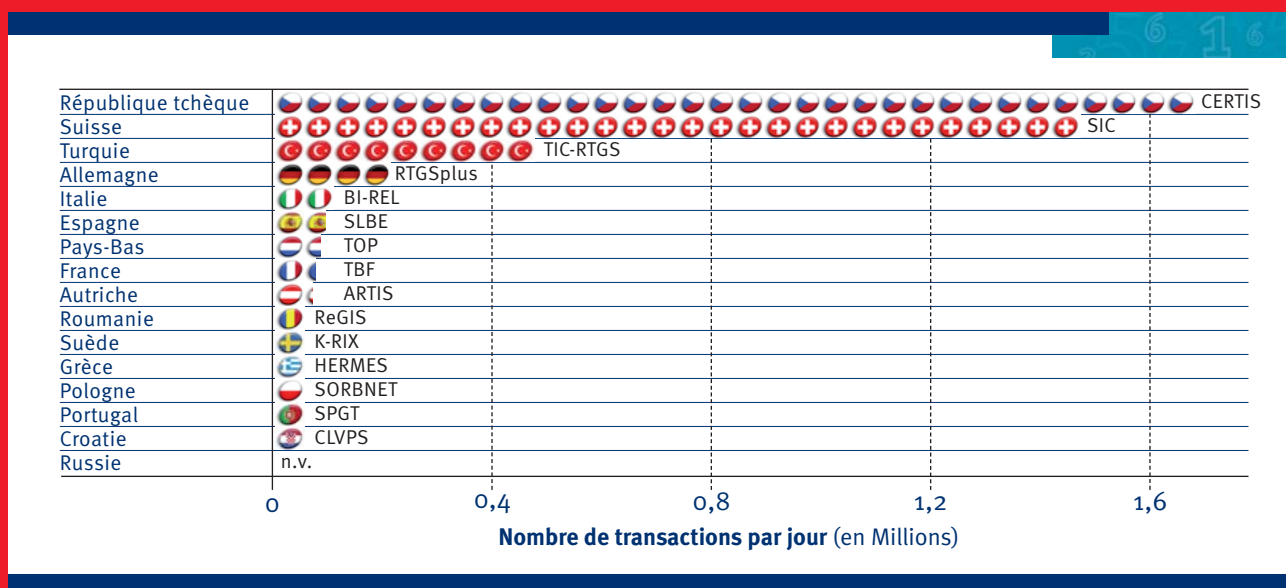 République tchèque CERTIS
Suisse SIC
Turquie TIC-RTGS
Allemagne RTGSplus
Italie BI-REL
Espagne SLBE
Pays-Bas TOP
France TBF
Autriche ARTIS
Roumanie ReGIS
Suède K-RIX
Grèce HERMES
Pologne SORBNET
Portugal SPGT
Croatie CLVPS
Russie n.v.
0 0,4 0,8 1,2 1,6
Nombre de transactions par jour (en Millions)